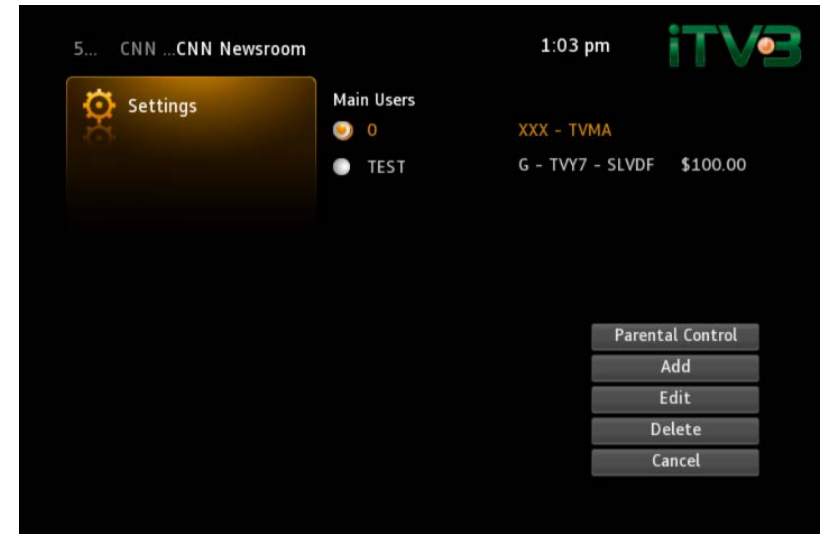 5... CNN ...CNN Newsroom 1:03 pm iTV3
Settings
Main Users
0 XXX - TVMA
TEST G - TVY7 - SLVDF $100.00
Parental Control
Add
Edit
Delete
Cancel